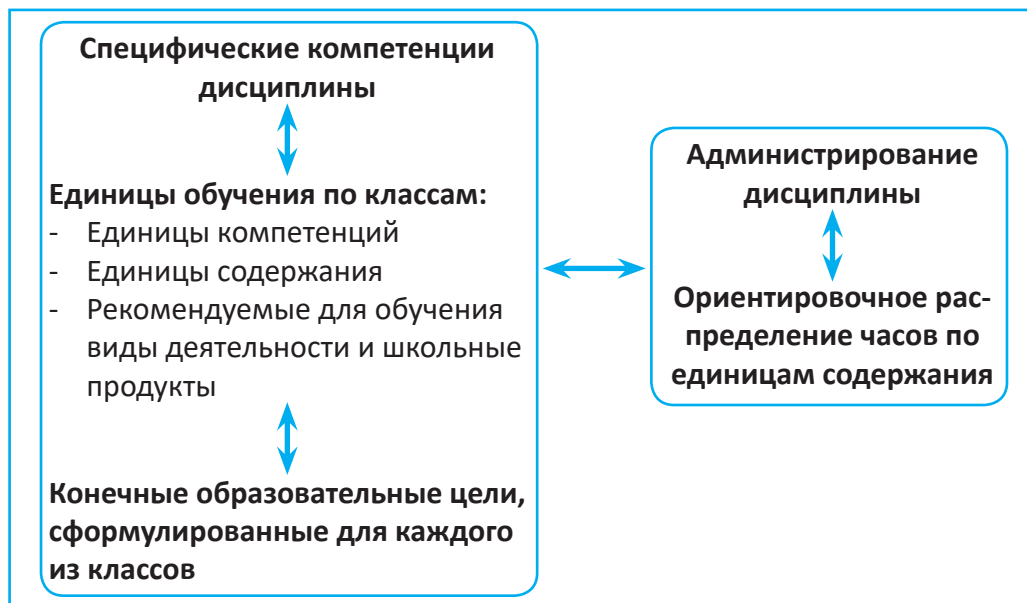 Специфические компетенции
дисциплины
Единицы обучения по классам:
- Единицы компетенций
- Единицы содержания
- Рекомендуемые для обучения
виды деятельности и школьные
продукты
Конечные образовательные цели,
сформулированные для каждого
из классов
Администрирование
дисциплины
Ориентировочное рас-
пределение часов по
единицам содержания